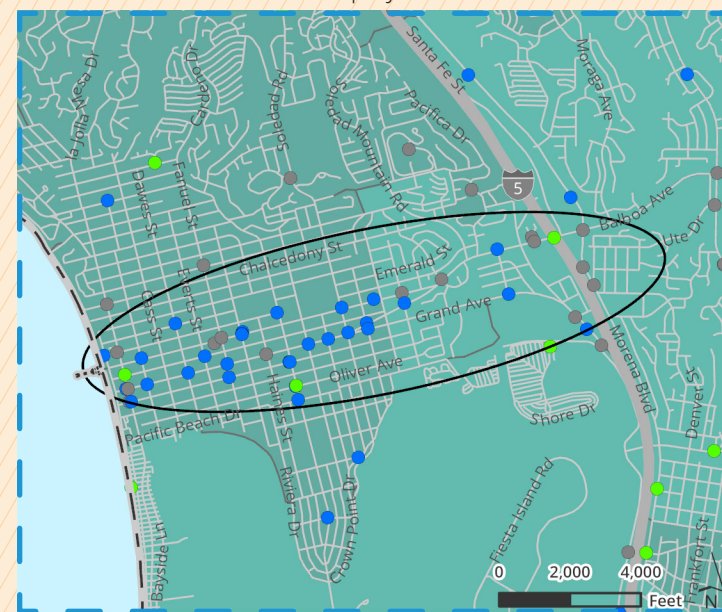 Santa Fe St
Moraga Ave
la Jolla Mesa Dr
Soledad Rd
Pacifica Dr
Soledad Mountain Rd
5
Fanuel St
Dawes St
Balboa Ave
Ute Dr
Chalcedony St
Emerald St
Everts St
Cass St
Grand Ave
Oliver Ave
Morena Blvd
Haines St
Denver St
Pacific Beach Dr
Shore Dr
Riviera Dr
Crown Point Dr
Fiesta Island Rd
Bayside Ln
Frankfort St
0 2,000 4,000
Feet
N